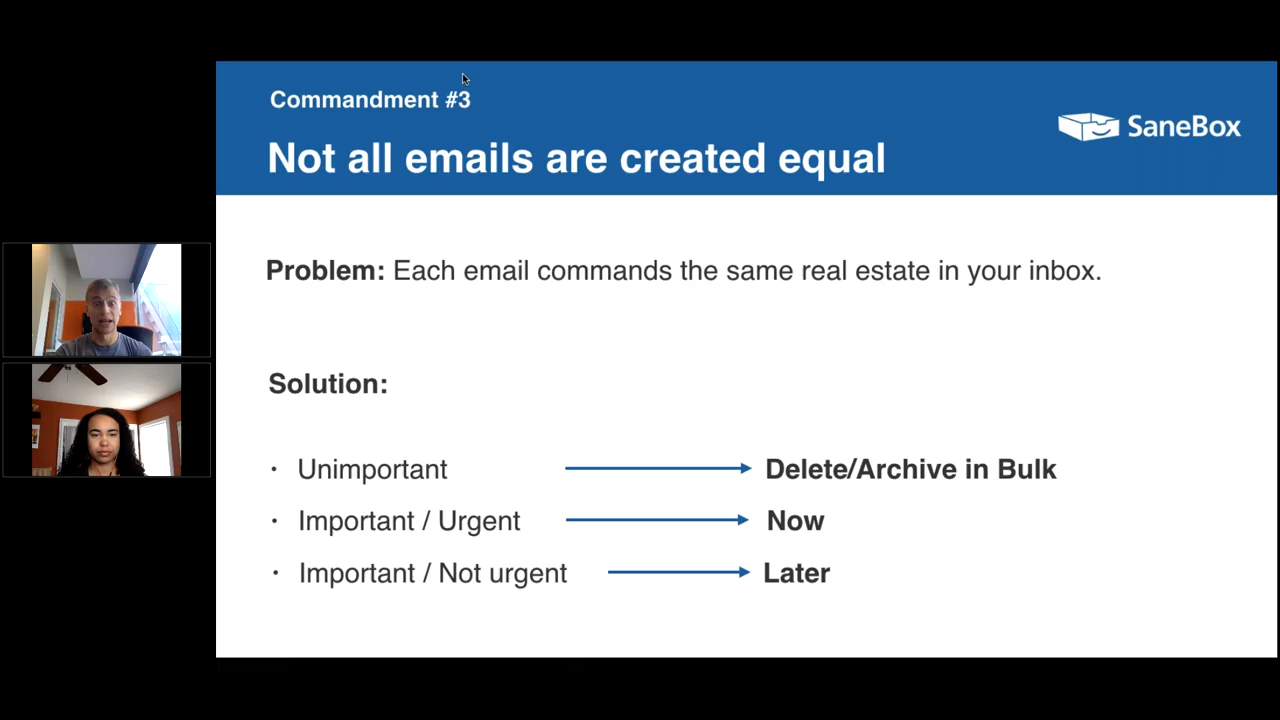 Commandment #3
Not all emails are created equal
SaneBox
Problem: Each email commands the same real estate in your inbox.
Solution:
· Unimportant Delete/Archive in Bulk
· Important / Urgent Now
· Important / Not urgent Later